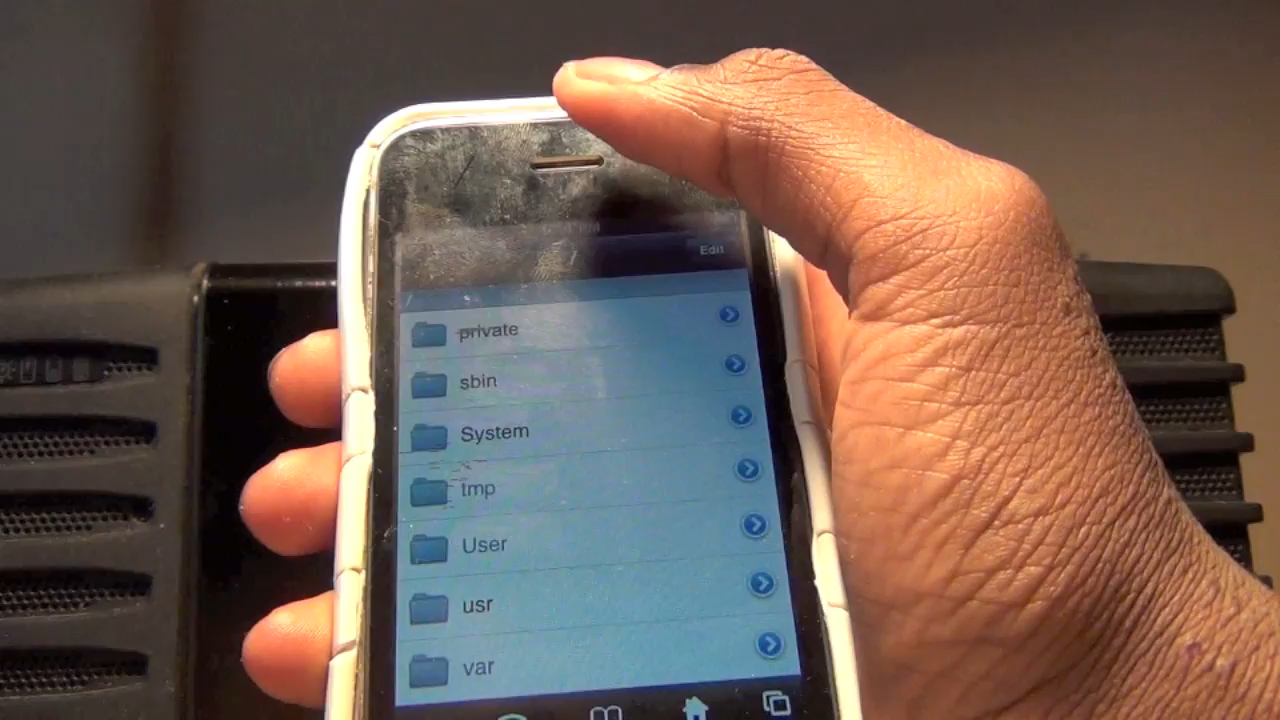 /
Edit
private
sbin
System
tmp
User
usr
var